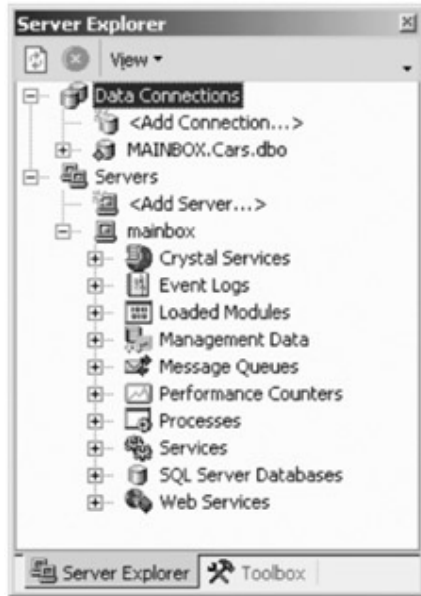 Server Explorer
View
Data Connections
<Add Connection...>
MAINBOX.Cars.dbo
Servers
<Add Server...>
mainbox
Crystal Services
Event Logs
Loaded Modules
Management Data
Message Queues
Performance Counters
Processes
Services
SQL Server Databases
Web Services
Server Explorer Toolbox